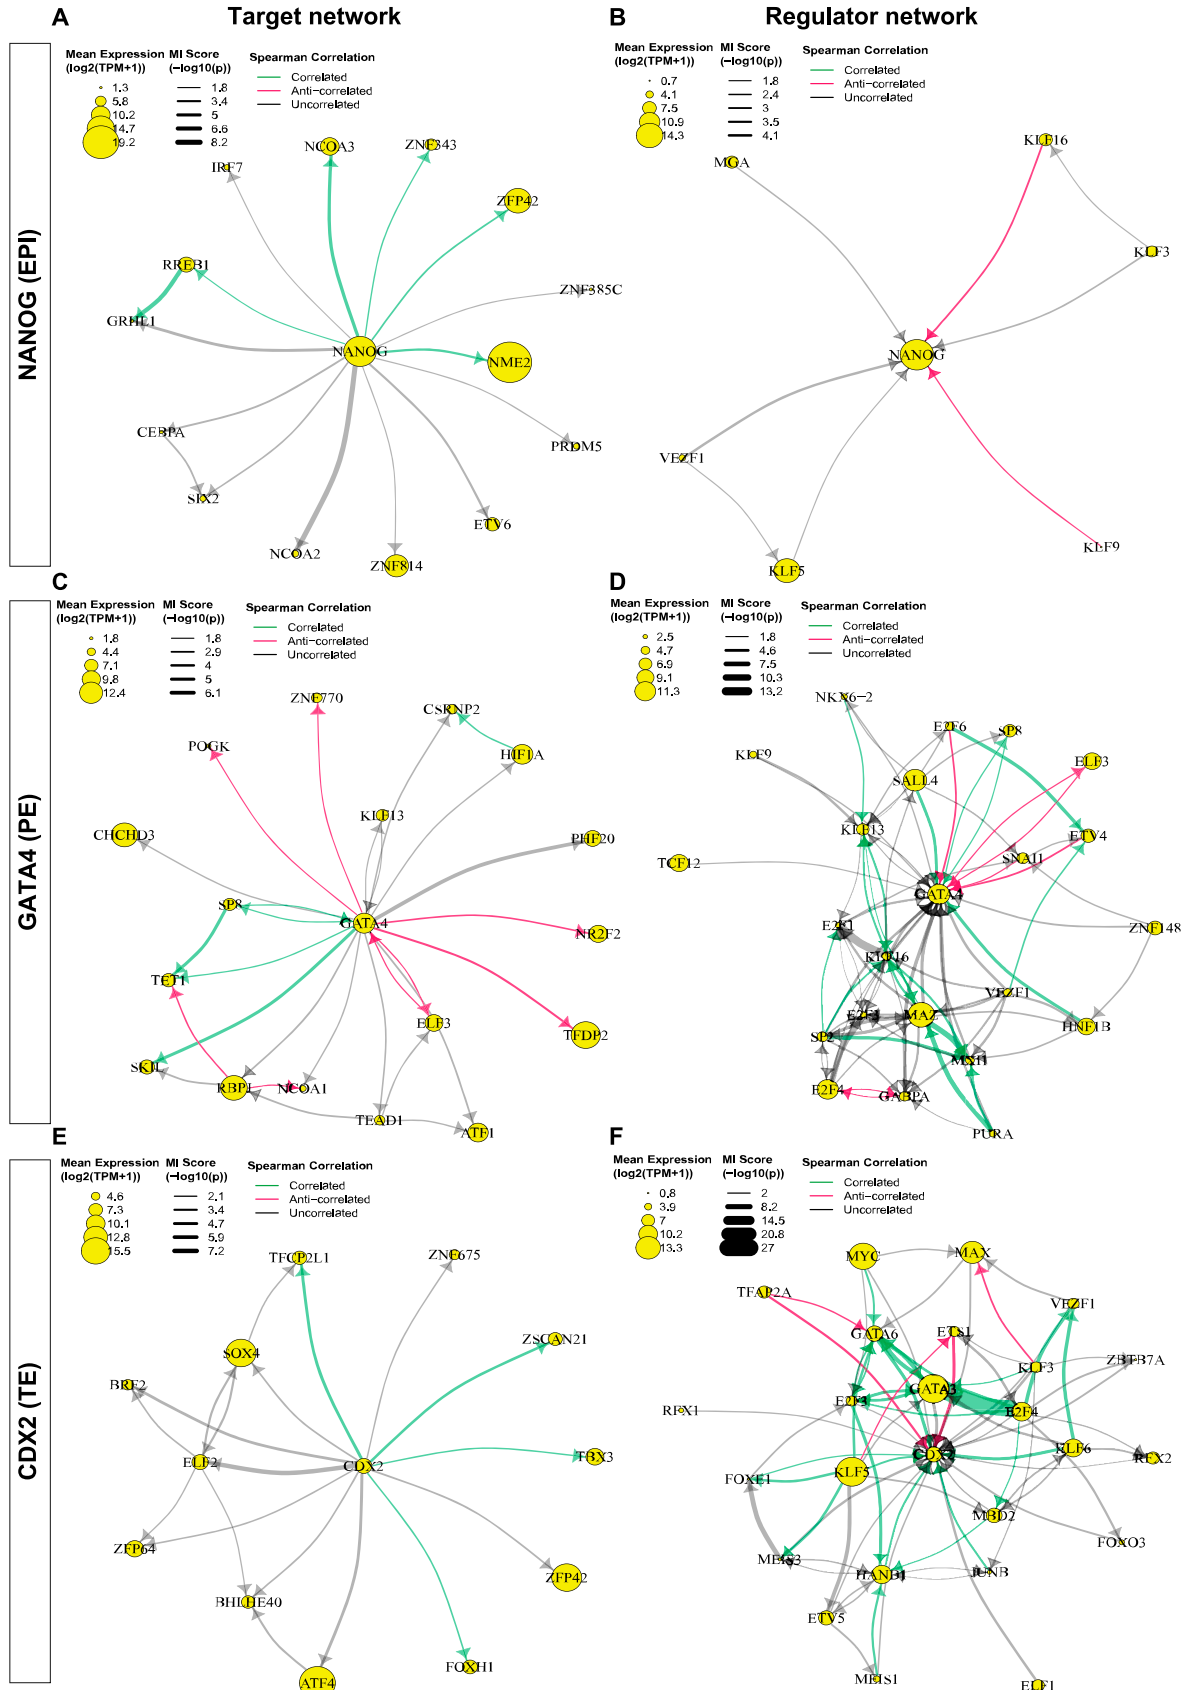 A
Target network
B
Regulator network
NANOG (EPI)
Mean Expression
(log2(TPM+1))
1.3
5.8
10.2
14.7
19.2
MI Score
(−log10(p))
1.8
3.4
5
6.6
8.2
Spearman Correlation
Correlated
Anti−correlated
Uncorrelated
NCOA3
ZNF343
IRF7
ZFP42
RREB1
ZNF385C
GRHL1
NANOG
NME2
CEBPA
PRDM5
SIX2
ETV6
NCOA2
ZNF814
Mean Expression
(log2(TPM+1))
0.7
4.1
7.5
10.9
14.3
MI Score
(−log10(p))
1.8
2.4
3
3.5
4.1
Spearman Correlation
Correlated
Anti−correlated
Uncorrelated
KLF16
MGA
KLF3
NANOG
VEZF1
KLF9
KLF5
C
D
GATA4 (PE)
Mean Expression
(log2(TPM+1))
1.8
4.4
7.1
9.8
12.4
MI Score
(−log10(p))
1.8
2.9
4
5
6.1
Spearman Correlation
Correlated
Anti−correlated
Uncorrelated
ZNF770
CSRNP2
POGK
HIF1A
KLF13
CHCHD3
PHF20
SP8
GATA4
NR2F2
TET1
ELF3
TFDP2
SKIL
RBPJ
NCOA1
TEAD1
ATF1
Mean Expression
(log2(TPM+1))
2.5
4.7
6.9
9.1
11.3
MI Score
(−log10(p))
1.8
4.6
7.5
10.3
13.2
Spearman Correlation
Correlated
Anti−correlated
Uncorrelated
NKX6−2
E2F6
SP8
KLF9
ELF3
SALL4
KLF13
ETV4
TCF12
SNAI1
GATA4
E2F1
ZNF148
KLF16
VEZF1
E2F3
MAZ
HNF1B
SP2
MXI1
E2F4
GABPA
PURA
E
F
CDX2 (TE)
Mean Expression
(log2(TPM+1))
4.6
7.3
10.1
12.8
15.5
MI Score
(−log10(p))
2.1
3.4
4.7
5.9
7.2
Spearman Correlation
Correlated
Anti−correlated
Uncorrelated
TFCP2L1
ZNF675
ZSCAN21
SOX4
BRF2
ELF2
CDX2
TBX3
ZFP64
ZFP42
BHLHE40
FOXH1
ATF4
Mean Expression
(log2(TPM+1))
0.8
3.9
7
10.2
13.3
MI Score
(−log10(p))
2
8.2
14.5
20.8
27
Spearman Correlation
Correlated
Anti−correlated
Uncorrelated
MYC
MAX
TFAP2A
VEZF1
GATA6
ETS1
KLF3
ZBTB7A
GATA3
E2F3
RFX1
E2F4
CDX2
KLF6
RFX2
FOXE1
KLF5
MBD2
FOXO3
MEIS3
HAND1
JUNB
ETV5
MEIS1
ELF1